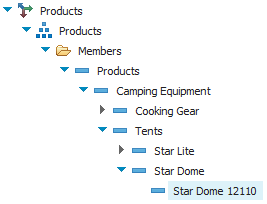 Products
Products
Members
Products
Camping Equipment
Cooking Gear
Tents
Star Lite
Star Dome
Star Dome 12110